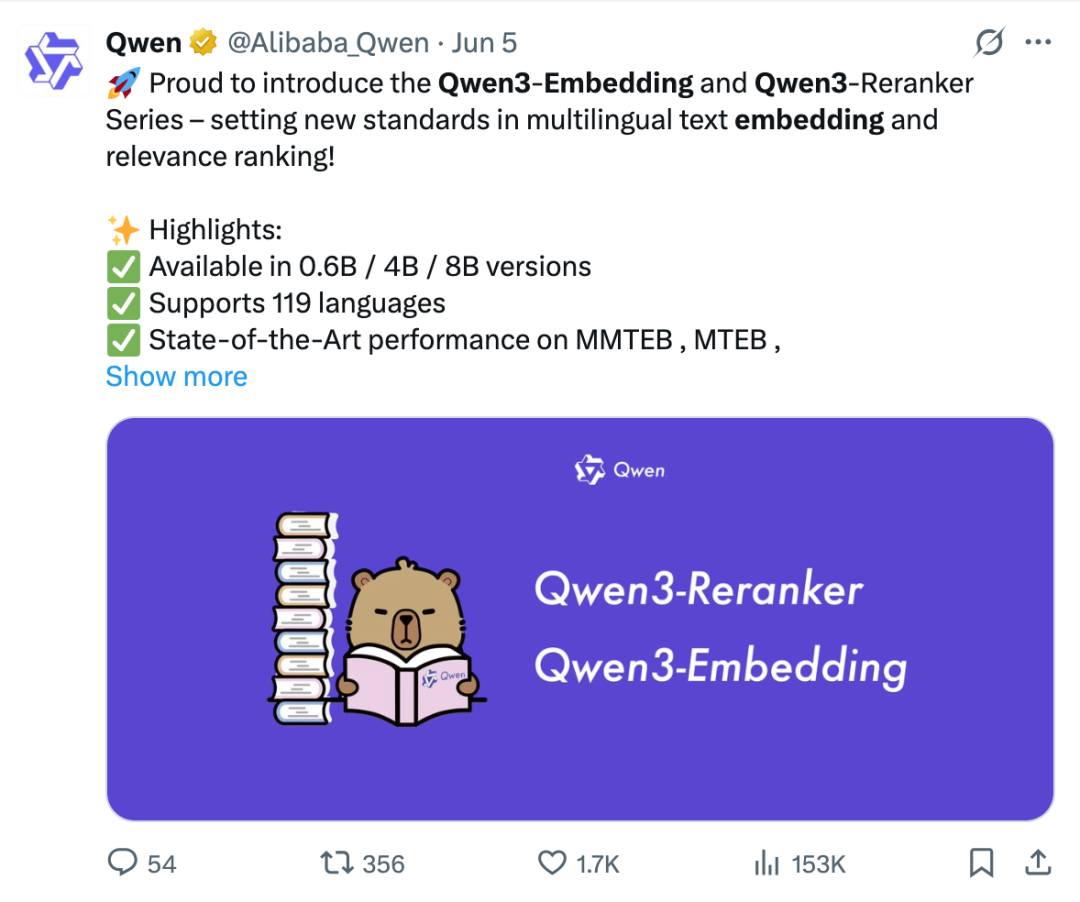 Qwen @Alibaba_Qwen · Jun 5
🚀 Proud to introduce the Qwen3-Embedding and Qwen3-Reranker
Series – setting new standards in multilingual text embedding and
relevance ranking!
✨ Highlights:
✅ Available in 0.6B / 4B / 8B versions
✅ Supports 119 languages
✅ State-of-the-Art performance on MMTEB , MTEB ,
Show more
Qwen
Qwen3-Reranker
Qwen3-Embedding
Qwen
54 356 1.7K 153K